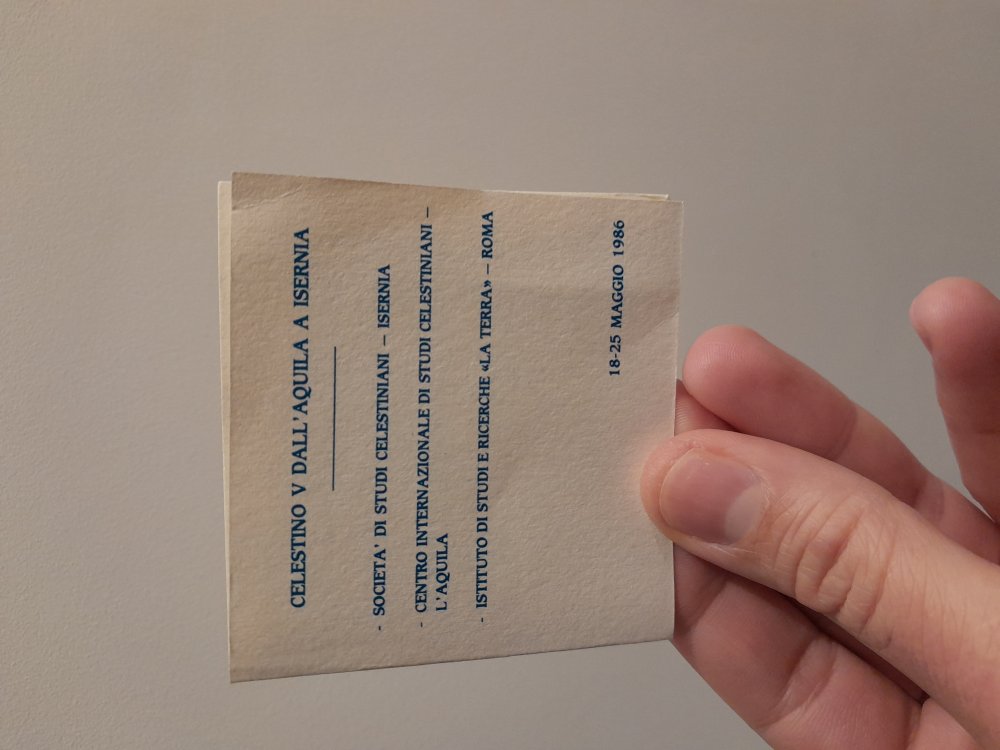 CELESTINO V DALL'AQUILA A ISERNIA
- SOCIETA' DI STUDI CELESTINIANI – ISERNIA
- CENTRO INTERNAZIONALE DI STUDI CELESTINIANI –
L'AQUILA
- ISTITUTO DI STUDI E RICERCHE «LA TERRA» – ROMA
18-25 MAGGIO 1986